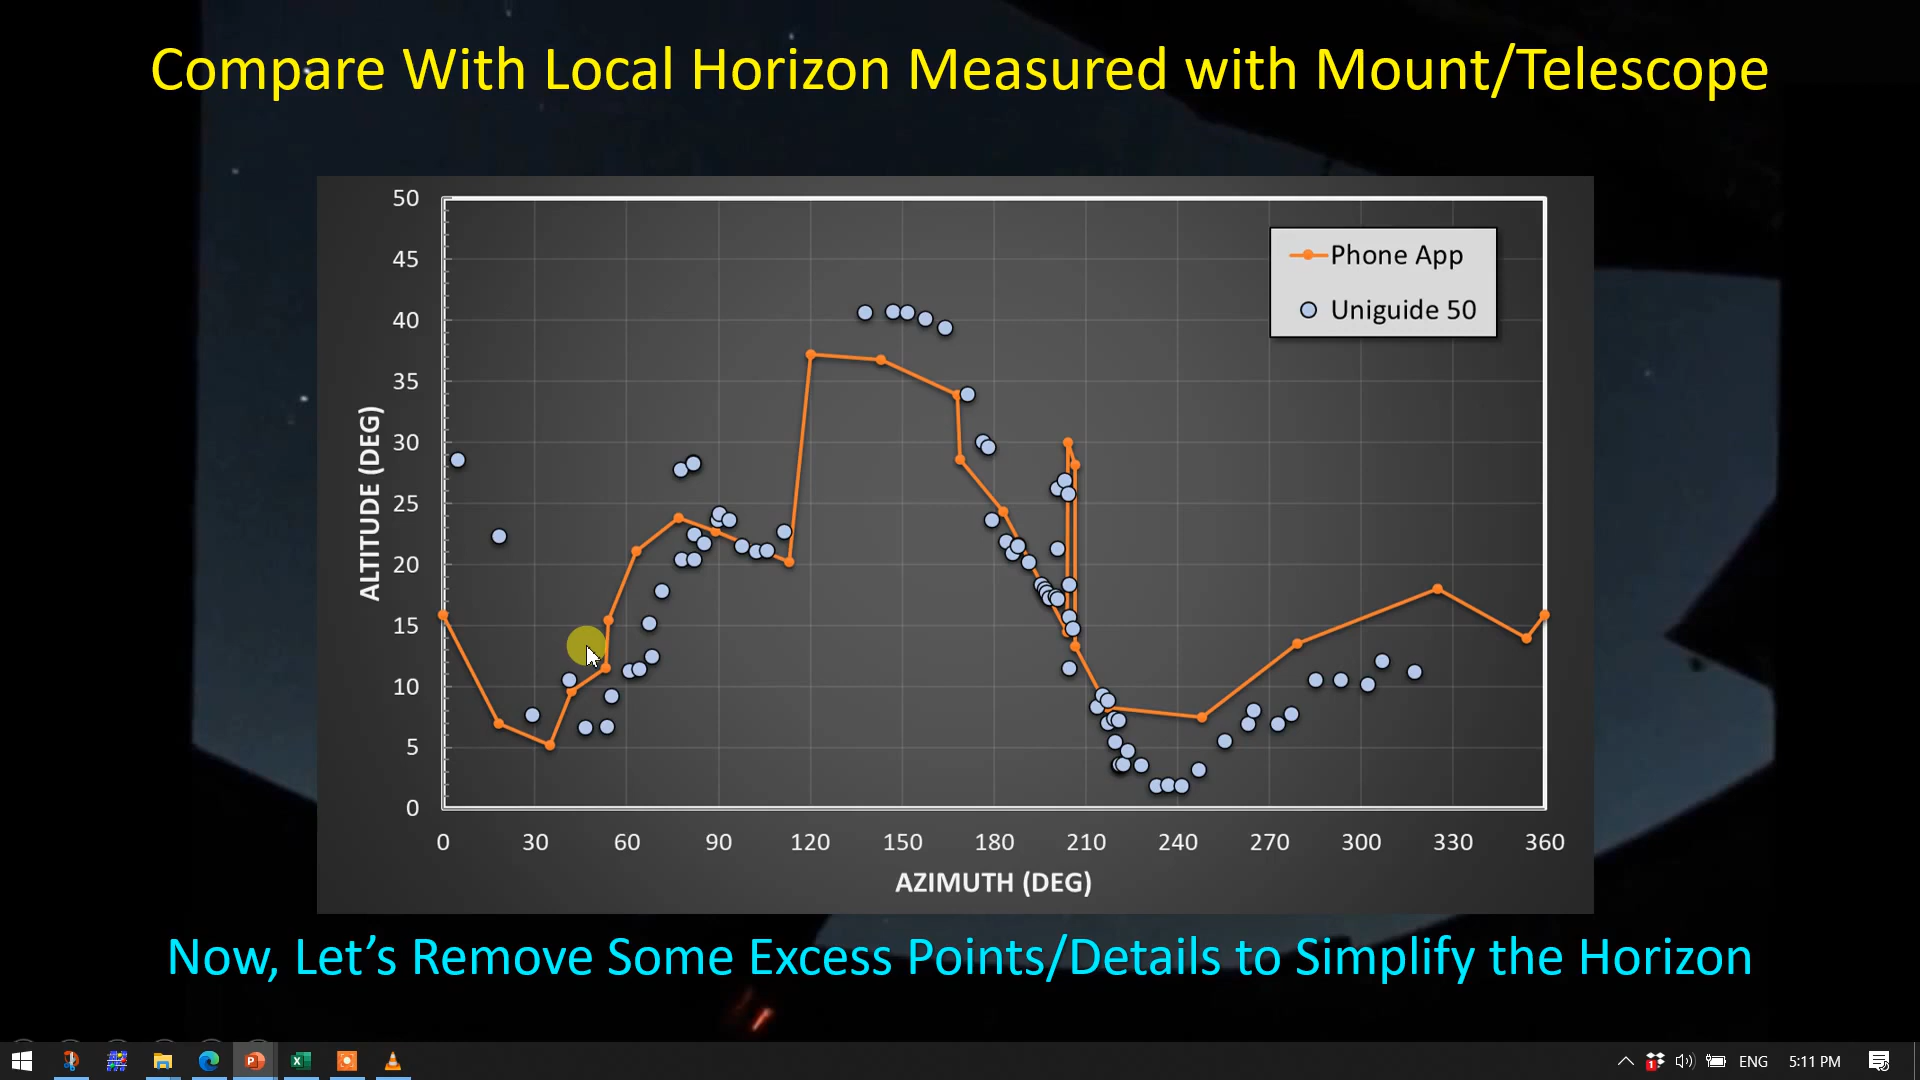 Compare With Local Horizon Measured with Mount/Telescope
50
45
40
35
30
25
20
15
10
5
0
ALTITUDE (DEG)
Phone App
Uniguide 50
0 30 60 90 120 150 180 210 240 270 300 330 360
AZIMUTH (DEG)
Now, Let’s Remove Some Excess Points/Details to Simplify the Horizon
1 ENG 5:11 PM